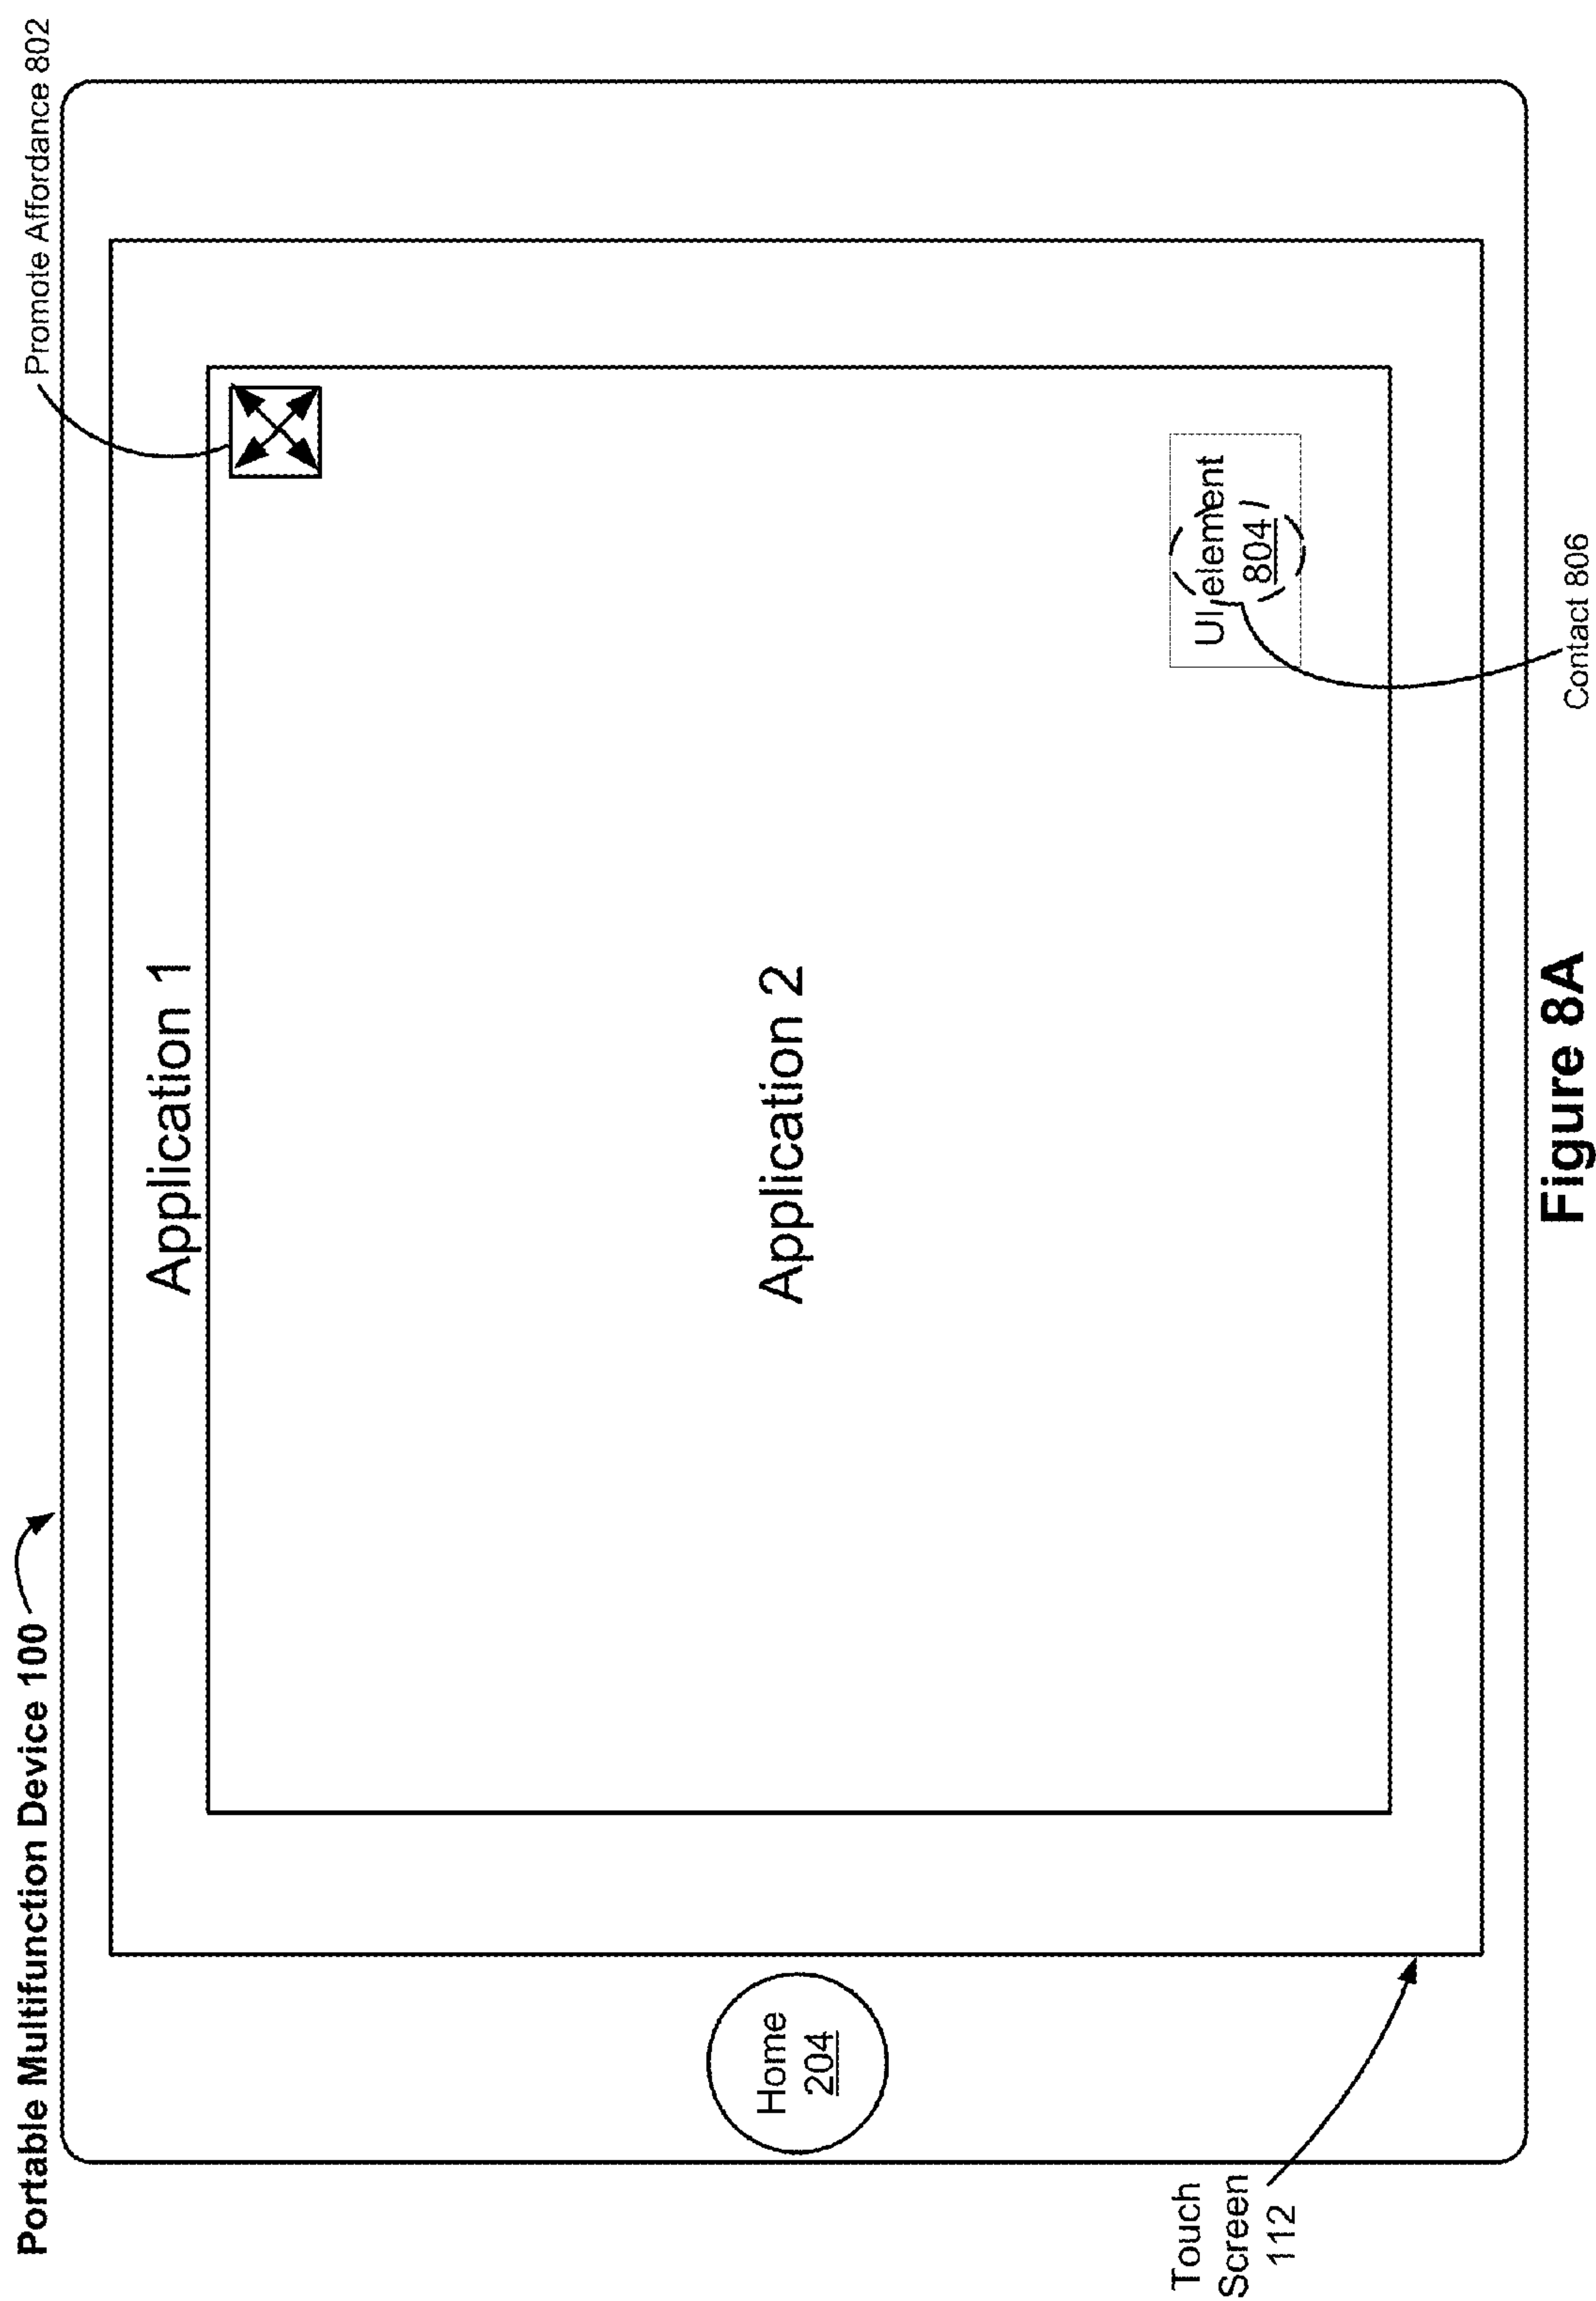 Portable Multifunction Device 100
Promote Affordance 802
Application 1
Application 2
Home
204
UI element
804
Touch
Screen
112
Contact 806
Figure 8A